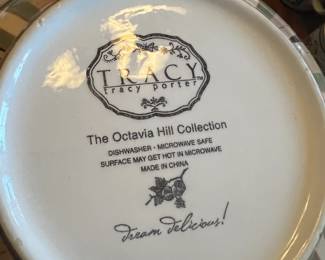 TRACY™
tracy porter
The Octavia Hill Collection
DISHWASHER - MICROWAVE SAFE
SURFACE MAY GET HOT IN MICROWAVE
MADE IN CHINA
dream delicious!